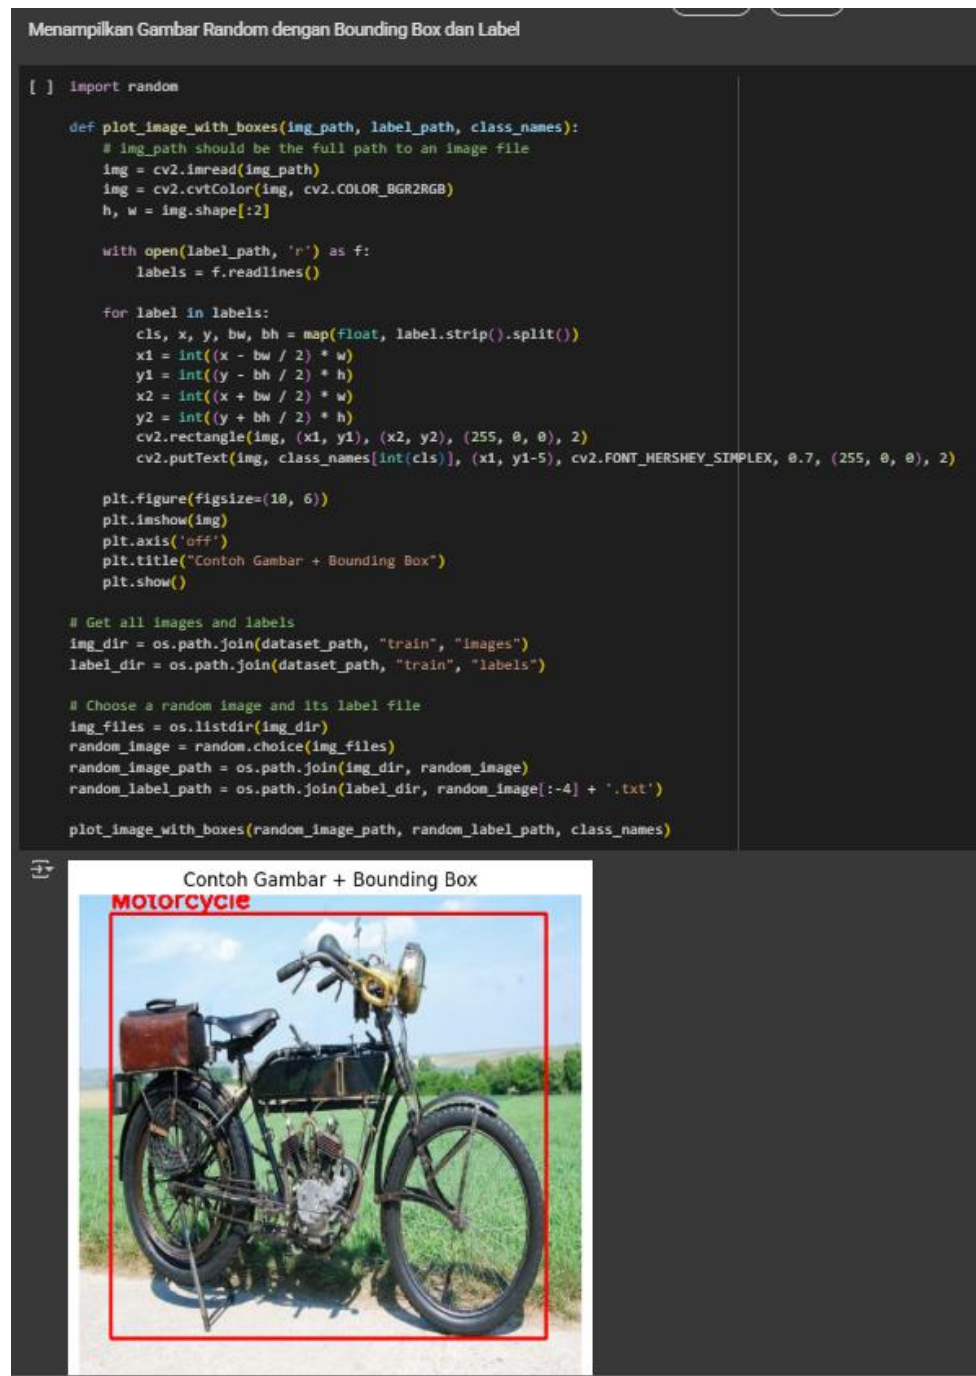 Menampilkan Gambar Random dengan Bounding Box dan Label
[ ] import random
def plot_image_with_boxes(img_path, label_path, class_names):
# img_path should be the full path to an image file
img = cv2.imread(img_path)
img = cv2.cvtColor(img, cv2.COLOR_BGR2RGB)
h, w = img.shape[:2]
with open(label_path, 'r') as f:
labels = f.readlines()
for label in labels:
cls, x, y, bw, bh = map(float, label.strip().split())
x1 = int((x - bw / 2) * w)
y1 = int((y - bh / 2) * h)
x2 = int((x + bw / 2) * w)
y2 = int((y + bh / 2) * h)
cv2.rectangle(img, (x1, y1), (x2, y2), (255, 0, 0), 2)
cv2.putText(img, class_names[int(cls)], (x1, y1-5), cv2.FONT_HERSHEY_SIMPLEX, 0.7, (255, 0, 0), 2)
plt.figure(figsize=(10, 6))
plt.imshow(img)
plt.axis('off')
plt.title("Contoh Gambar + Bounding Box")
plt.show()
# Get all images and labels
img_dir = os.path.join(dataset_path, "train", "images")
label_dir = os.path.join(dataset_path, "train", "labels")
# Choose a random image and its label file
img_files = os.listdir(img_dir)
random_image = random.choice(img_files)
random_image_path = os.path.join(img_dir, random_image)
random_label_path = os.path.join(label_dir, random_image[:-4] + '.txt')
plot_image_with_boxes(random_image_path, random_label_path, class_names)
Contoh Gambar + Bounding Box
Motorcycle